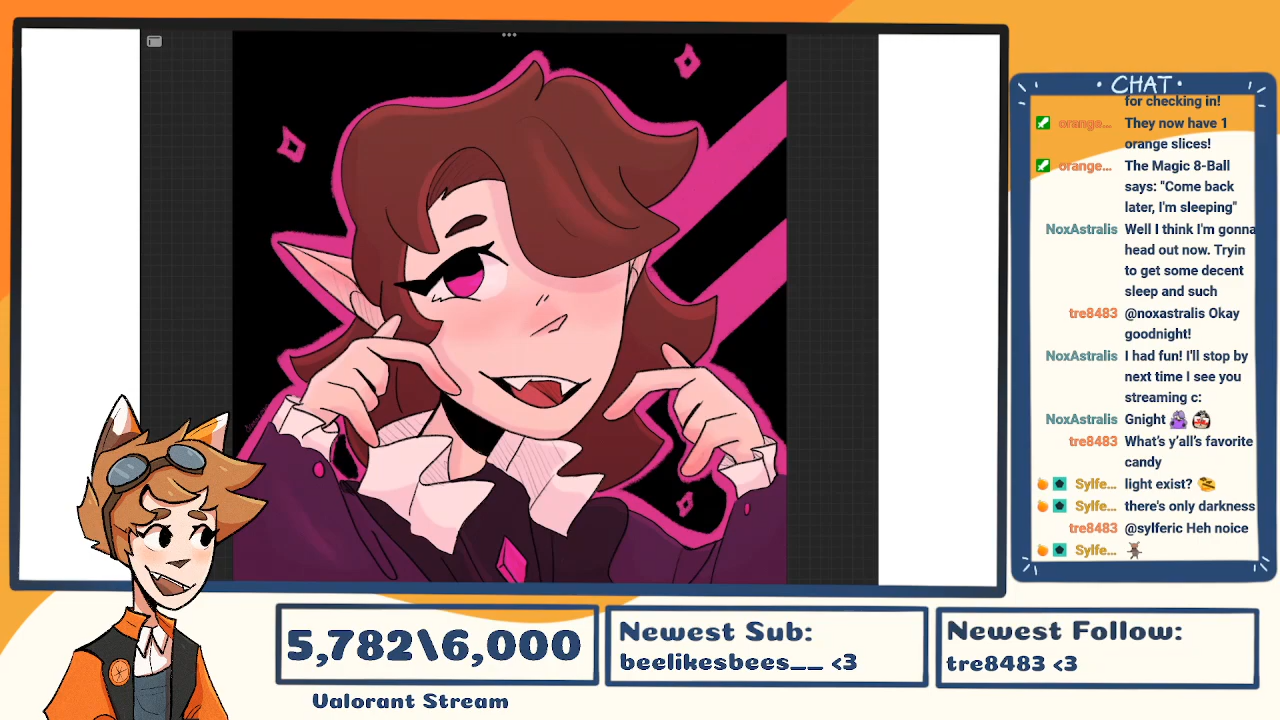 CHAT
for checking in!
orange... They now have 1
orange slices!
orange... The Magic 8-Ball
says: "Come back
later, I'm sleeping"
NoxAstralis Well I think I'm gonna
head out now. Tryin
to get some decent
sleep and such
tre8483 @noxastralis Okay
goodnight!
NoxAstralis I had fun! I'll stop by
next time I see you
streaming c:
NoxAstralis Gnight
tre8483 What's y'all's favorite
candy
Sylfe... light exist?
Sylfe... there's only darkness
tre8483 @sylferic Heh noice
Sylfe...
5,782\6,000
Valorant Stream
Newest Sub:
beelikesbees__ <3
Newest Follow:
tre8483 <3